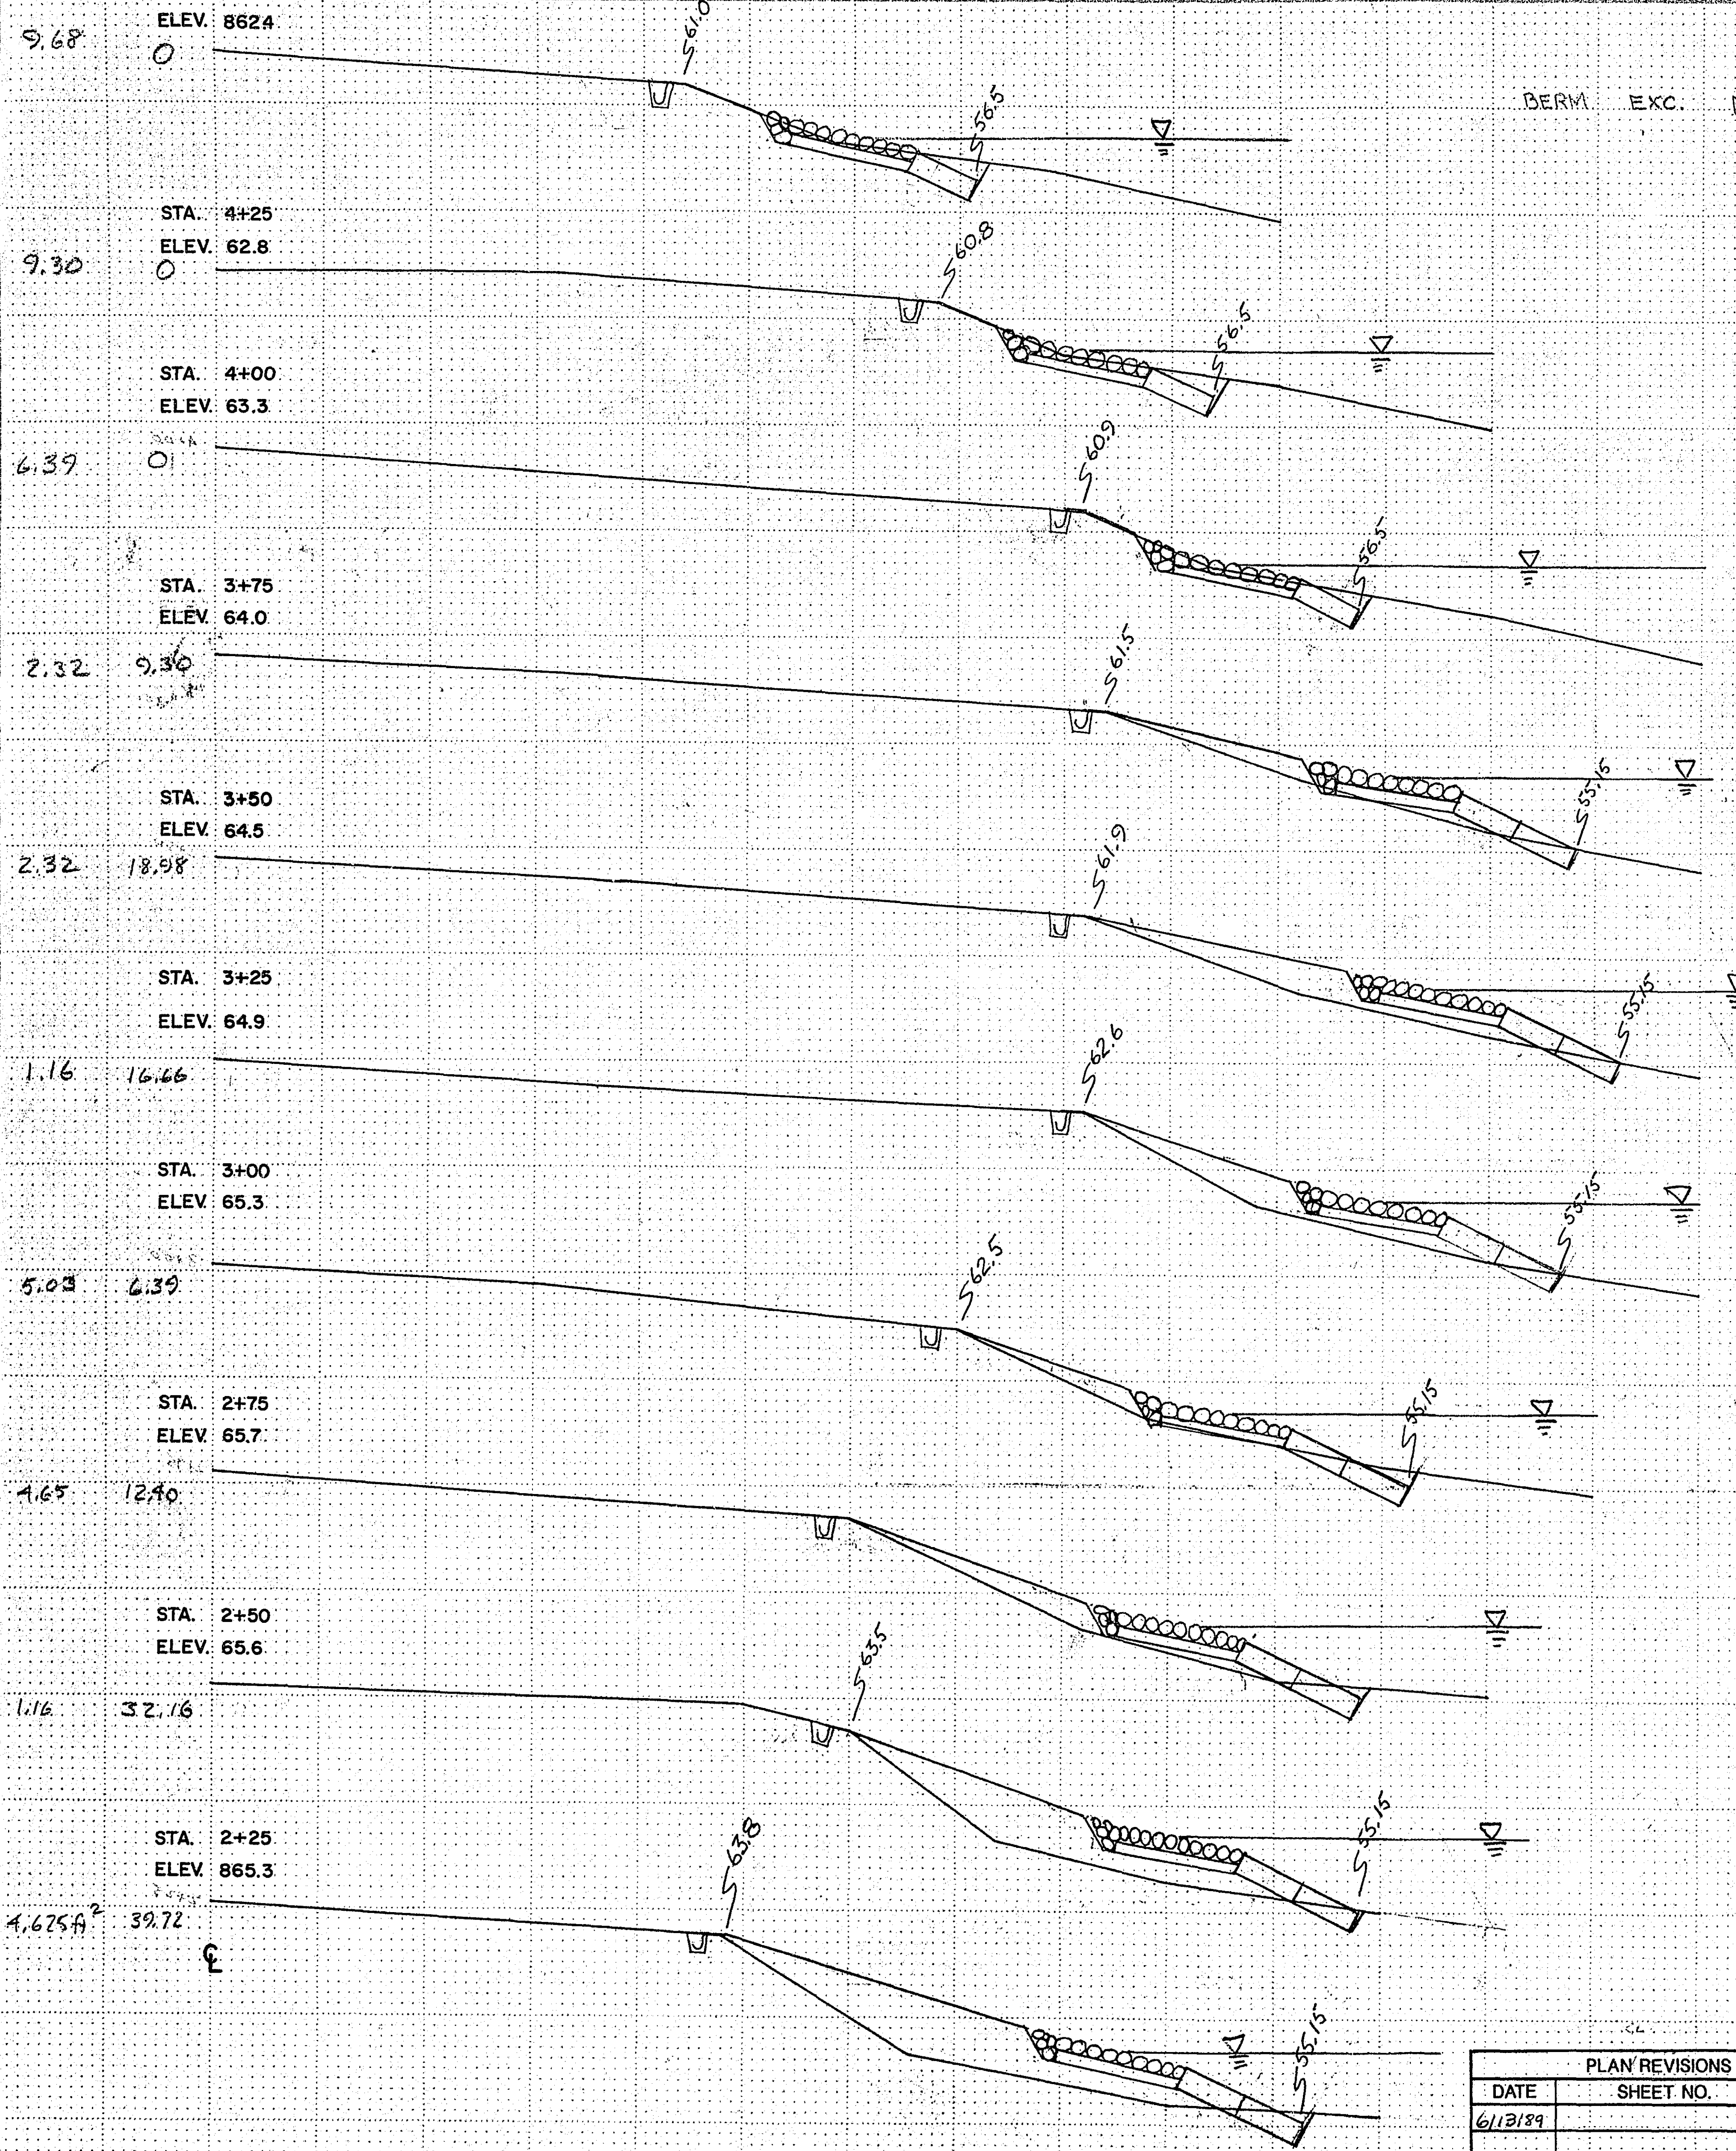 ELEV. 862.4
9.68 0
61.0
56.5
BERM EXC.
STA. 4+25
ELEV. 62.8
9.30 0
60.8
56.5
STA. 4+00
ELEV. 63.3
6.39 0
60.9
56.5
STA. 3+75
ELEV. 64.0
2.32 9.30
61.5
55.15
STA. 3+50
ELEV. 64.5
2.32 18.98
61.9
55.15
STA. 3+25
ELEV. 64.9
1.16 16.66
62.6
55.15
STA. 3+00
ELEV. 65.3
5.03 6.39
62.5
55.15
STA. 2+75
ELEV. 65.7
4.65 12.40
STA. 2+50
ELEV. 65.6
1.16 32.16
63.5
55.15
STA. 2+25
ELEV. 865.3
4.625 ft² 39.72
℄
63.8
55.15
PLAN REVISIONS
DATE SHEET NO.
6/13/89